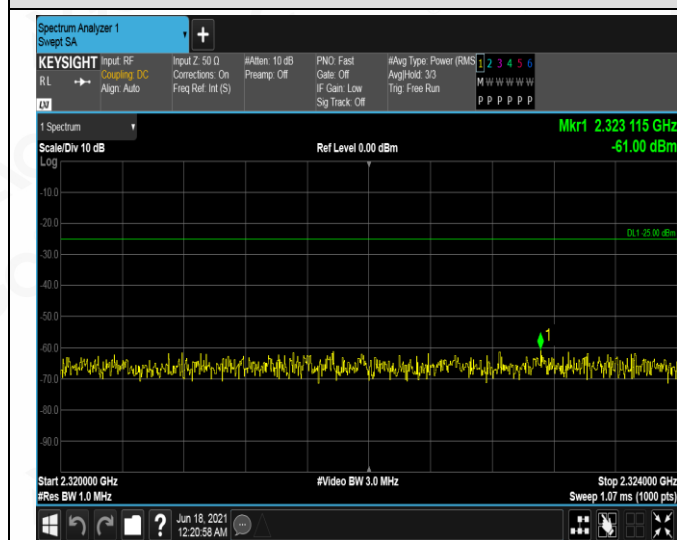 Spectrum Analyzer 1
Swept SA
+
KEYSIGHT Input: RF Input Z: 50 Ω #Atten: 10 dB PNO: Fast #Avg Type: Power (RMS 1 2 3 4 5 6
RL Coupling: DC Corrections: On Preamp: Off Gate: Off Avg|Hold: 3/3 M W W W W W
Align: Auto Freq Ref: Int (S) IF Gain: Low Trig: Free Run
Sig Track: Off P P P P P P
1 Spectrum
Mkr1 2.323 115 GHz
Scale/Div 10 dB Ref Level 0.00 dBm -61.00 dBm
Log
-10.0
-20.0
DL1 -25.00 dBm
-30.0
-40.0
-50.0
1
-60.0
-70.0
-80.0
-90.0
Start 2.320000 GHz #Video BW 3.0 MHz Stop 2.324000 GHz
#Res BW 1.0 MHz Sweep 1.07 ms (1000 pts)
? Jun 18, 2021
12:20:58 AM